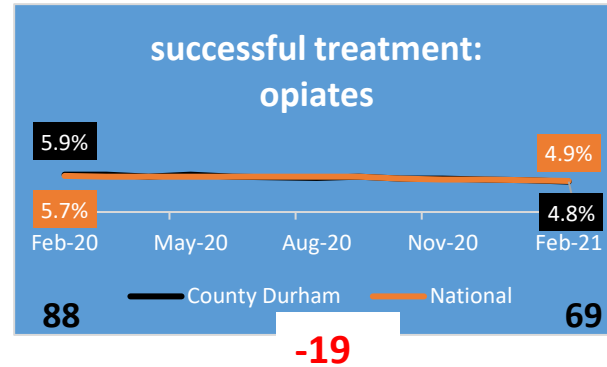 successful treatment:
opiates
5.9%
4.9%
5.7%
4.8%
Feb-20 May-20 Aug-20 Nov-20 Feb-21
County Durham National
88 69
-19